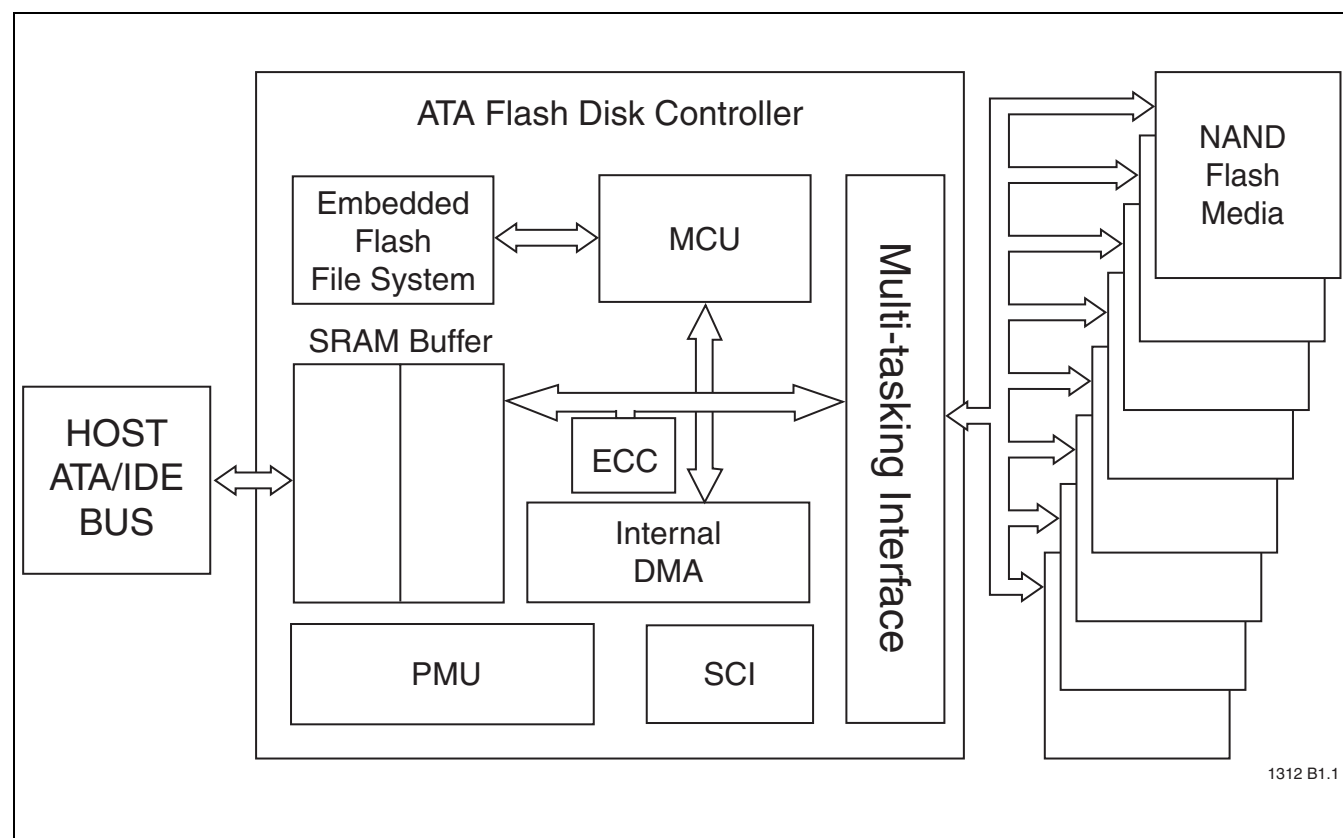 ATA Flash Disk Controller
Embedded
Flash
File System
MCU
SRAM Buffer
ECC
Internal
DMA
PMU
SCI
Multi-tasking Interface
HOST
ATA/IDE
BUS
NAND
Flash
Media
1312 B1.1